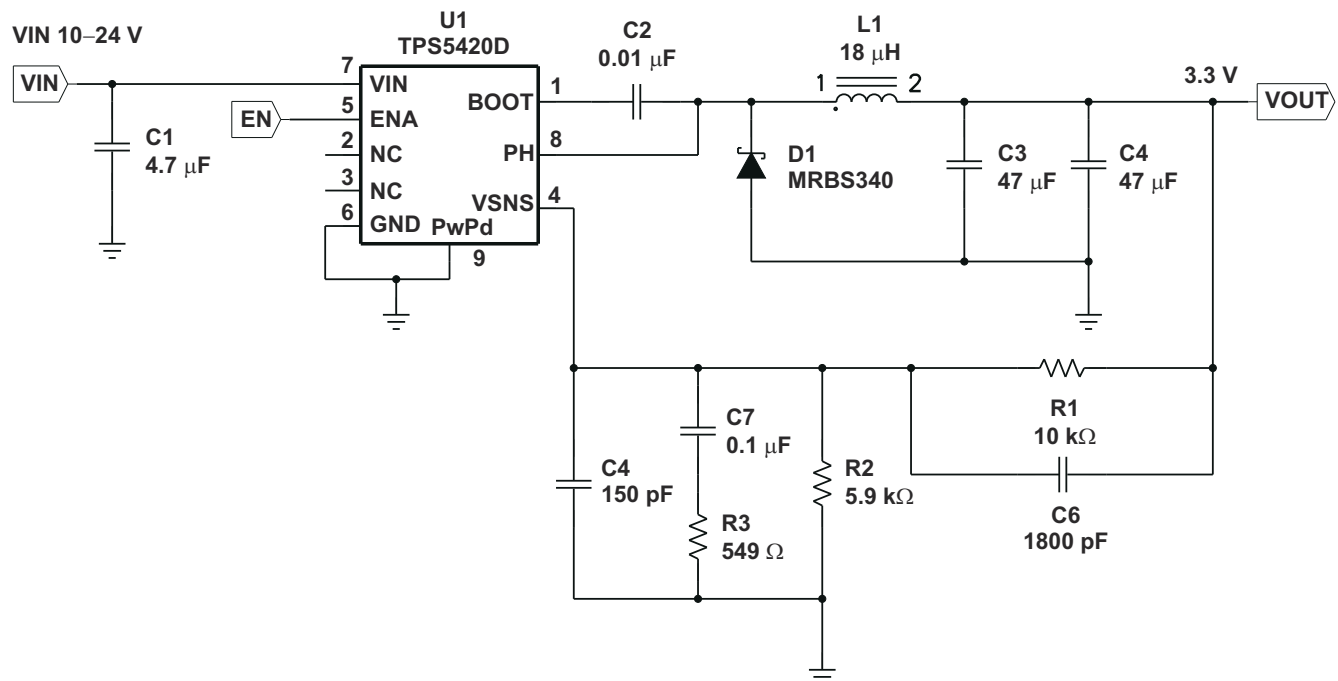 U1
TPS5420D
VIN 10–24 V
VIN
EN
C1
4.7 μF
7
5
2
3
6
VIN
ENA
NC
NC
GND
BOOT
PH
VSNS
PwPd
1
8
4
9
C2
0.01 μF
L1
18 μH
1
2
D1
MRBS340
C3
47 μF
C4
47 μF
3.3 V
VOUT
C4
150 pF
C7
0.1 μF
R3
549 Ω
R2
5.9 kΩ
R1
10 kΩ
C6
1800 pF